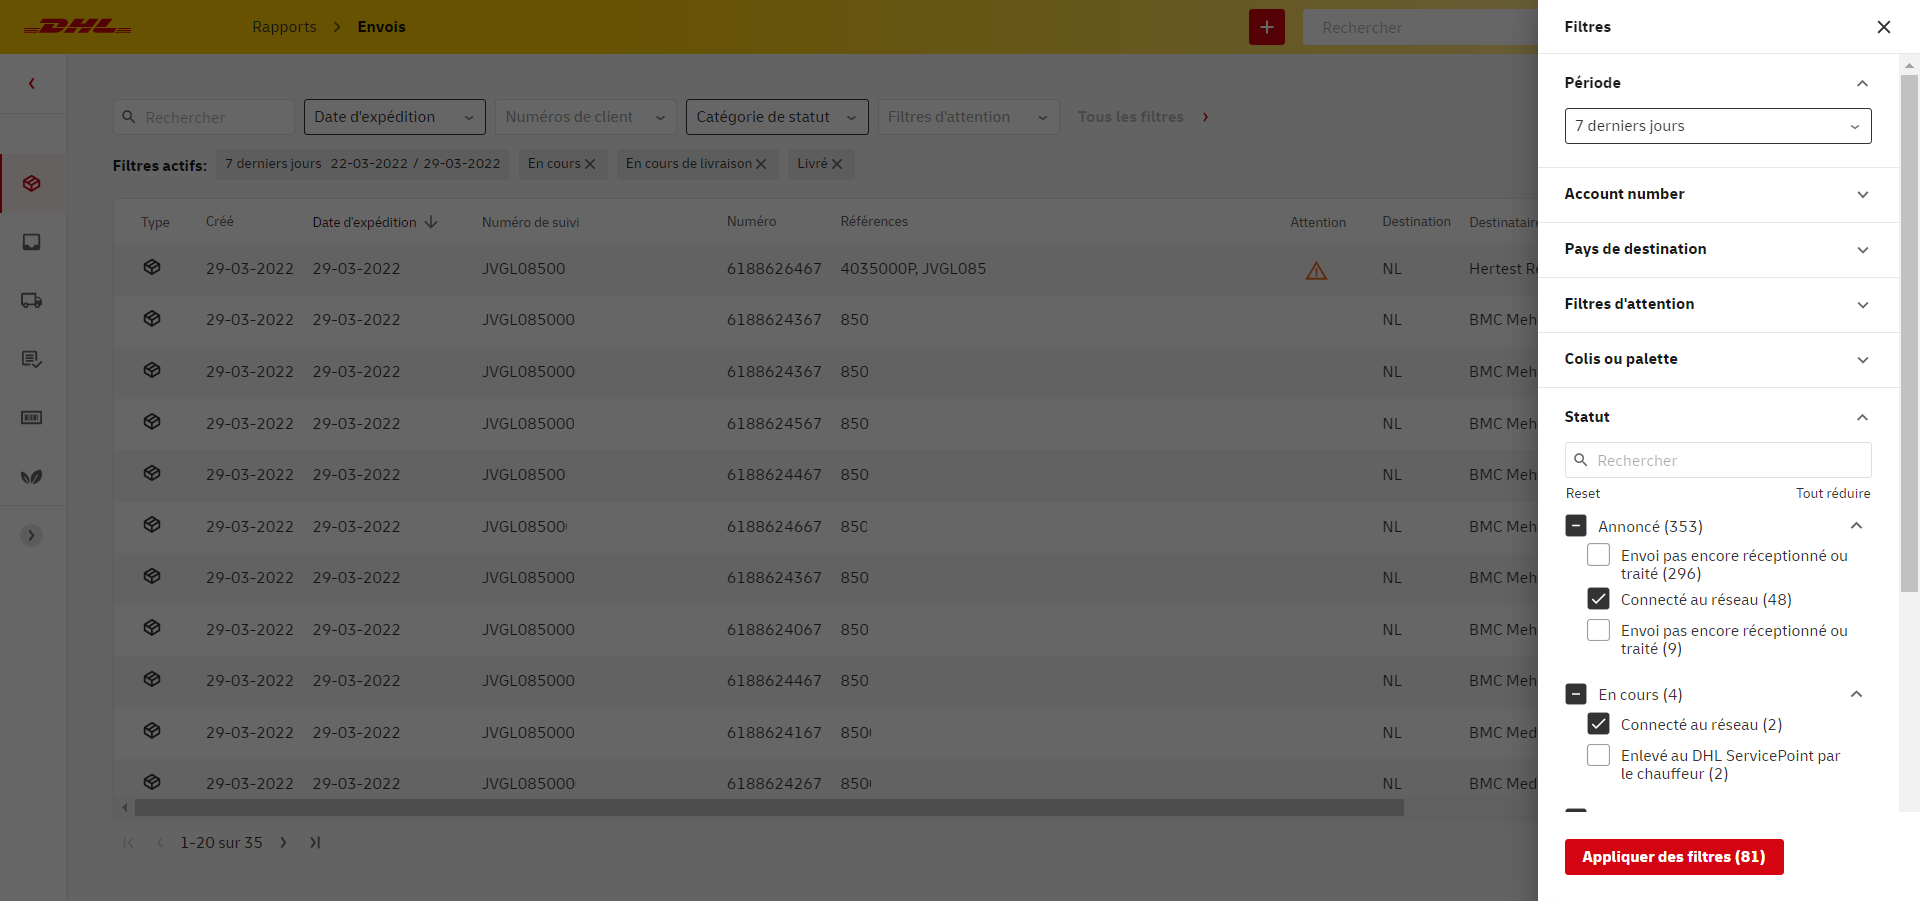 DHL
Rapports > Envois
+
Rechercher
Rechercher
Date d'expédition
Numéros de client
Catégorie de statut
Filtres d'attention
Tous les filtres
Filtres actifs:
7 derniers jours 22-03-2022 / 29-03-2022
En cours
En cours de livraison
Livré
Type Créé Date d'expédition Numéro de suivi Numéro Références Attention Destination Destinataire
29-03-2022 29-03-2022 JVGL08500 6188626467 4035000P, JVGL085 NL Hertest
29-03-2022 29-03-2022 JVGL085000 6188624367 850 NL BMC Meh
29-03-2022 29-03-2022 JVGL085000 6188624367 850 NL BMC Meh
29-03-2022 29-03-2022 JVGL085000 6188624567 850 NL BMC Meh
29-03-2022 29-03-2022 JVGL08500 6188624467 850 NL BMC Meh
29-03-2022 29-03-2022 JVGL08500 6188624667 850 NL BMC Meh
29-03-2022 29-03-2022 JVGL085000 6188624367 850 NL BMC Meh
29-03-2022 29-03-2022 JVGL085000 6188624067 850 NL BMC Meh
29-03-2022 29-03-2022 JVGL085000 6188624467 850 NL BMC Meh
29-03-2022 29-03-2022 JVGL085000 6188624167 850 NL BMC Med
29-03-2022 29-03-2022 JVGL085000 6188624267 850 NL BMC Med
1-20 sur 35
Filtres
Période
7 derniers jours
Account number
Pays de destination
Filtres d'attention
Colis ou palette
Statut
Rechercher
Reset Tout réduire
Annoncé (353)
Envoi pas encore réceptionné ou
traité (296)
Connecté au réseau (48)
Envoi pas encore réceptionné ou
traité (9)
En cours (4)
Connecté au réseau (2)
Enlevé au DHL ServicePoint par
le chauffeur (2)
Appliquer des filtres (81)